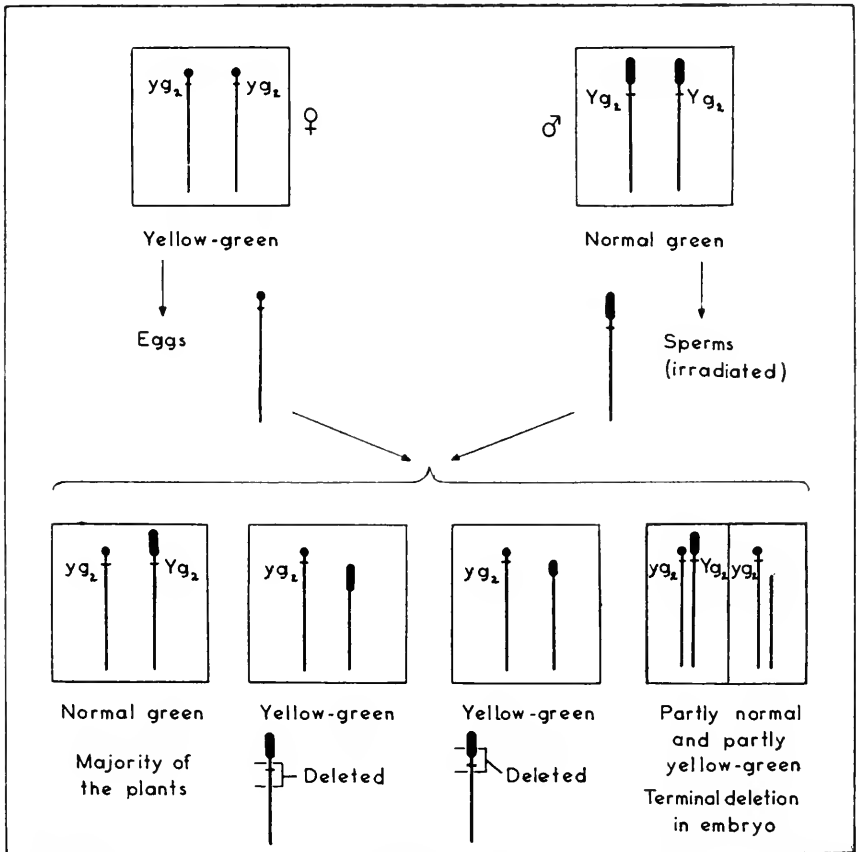 yg₂ yg₂
♀
♂
Yg₂ Yg₂
Yellow-green
Normal green
Eggs
Sperms
(irradiated)
yg₂ Yg₂
yg₂
yg₂
yg₂ Yg₂ yg₂
Normal green
Majority of
the plants
Yellow-green
Deleted
Yellow-green
Deleted
Partly normal
and partly
yellow-green
Terminal deletion
in embryo